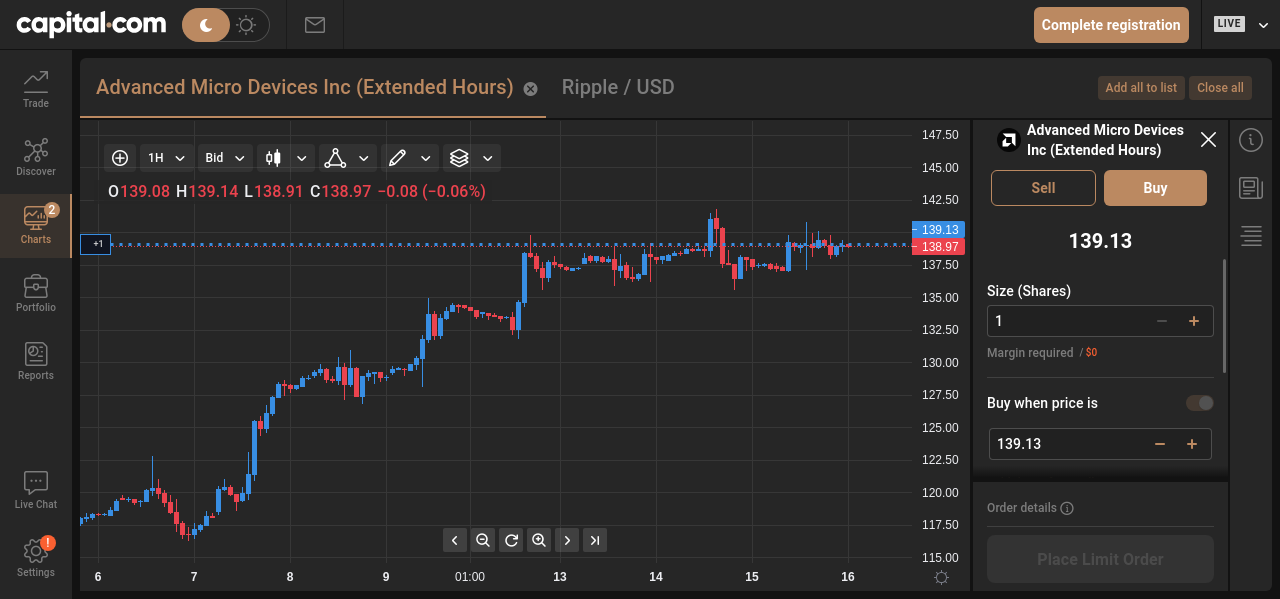 capital.com
Complete registration
LIVE
Trade
Discover
2
Charts
Portfolio
Reports
Live Chat
!
Settings
Advanced Micro Devices Inc (Extended Hours)
Ripple / USD
Add all to list
Close all
1H
Bid
O139.08 H139.14 L138.91 C138.97 −0.08 (−0.06%)
+1
147.50
145.00
142.50
139.13
138.97
137.50
135.00
132.50
130.00
127.50
125.00
122.50
120.00
117.50
115.00
6 7 8 9 01:00 13 14 15 16
Advanced Micro Devices
Inc (Extended Hours)
Sell
Buy
139.13
Size (Shares)
1
Margin required / $0
Buy when price is
139.13
Order details
Place Limit Order